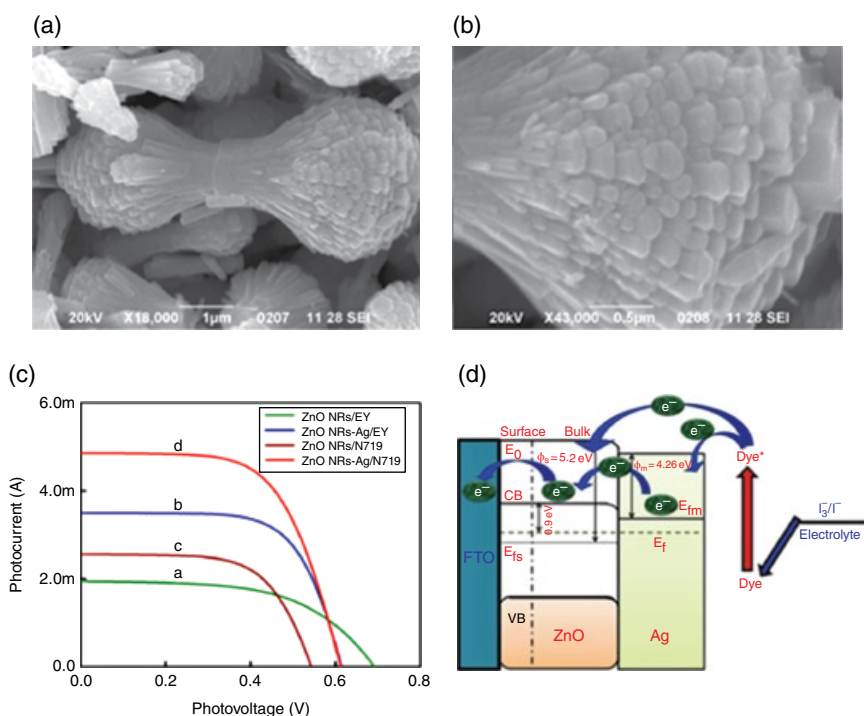 (a)
(b)
20kV X18,000 1µm 0207 11 28 SEI
20kV X43,000 0.5µm 0208 11 28 SEI
(c)
6.0m
4.0m
2.0m
0.0
Photocurrent (A)
d
b
c
a
ZnO NRs/EY
ZnO NRs-Ag/EY
ZnO NRs/N719
ZnO NRs-Ag/N719
0.0 0.2 0.4 0.6 0.8
Photovoltage (V)
(d)
Surface Bulk
E0
ϕs = 5.2 eV
ϕm = 4.26 eV
e−
e−
e−
e−
e−
e−
CB
0.9 eV
Efm
Ef
Efs
FTO
VB
ZnO
Ag
Dye*
Dye
I3−/I−
Electrolyte